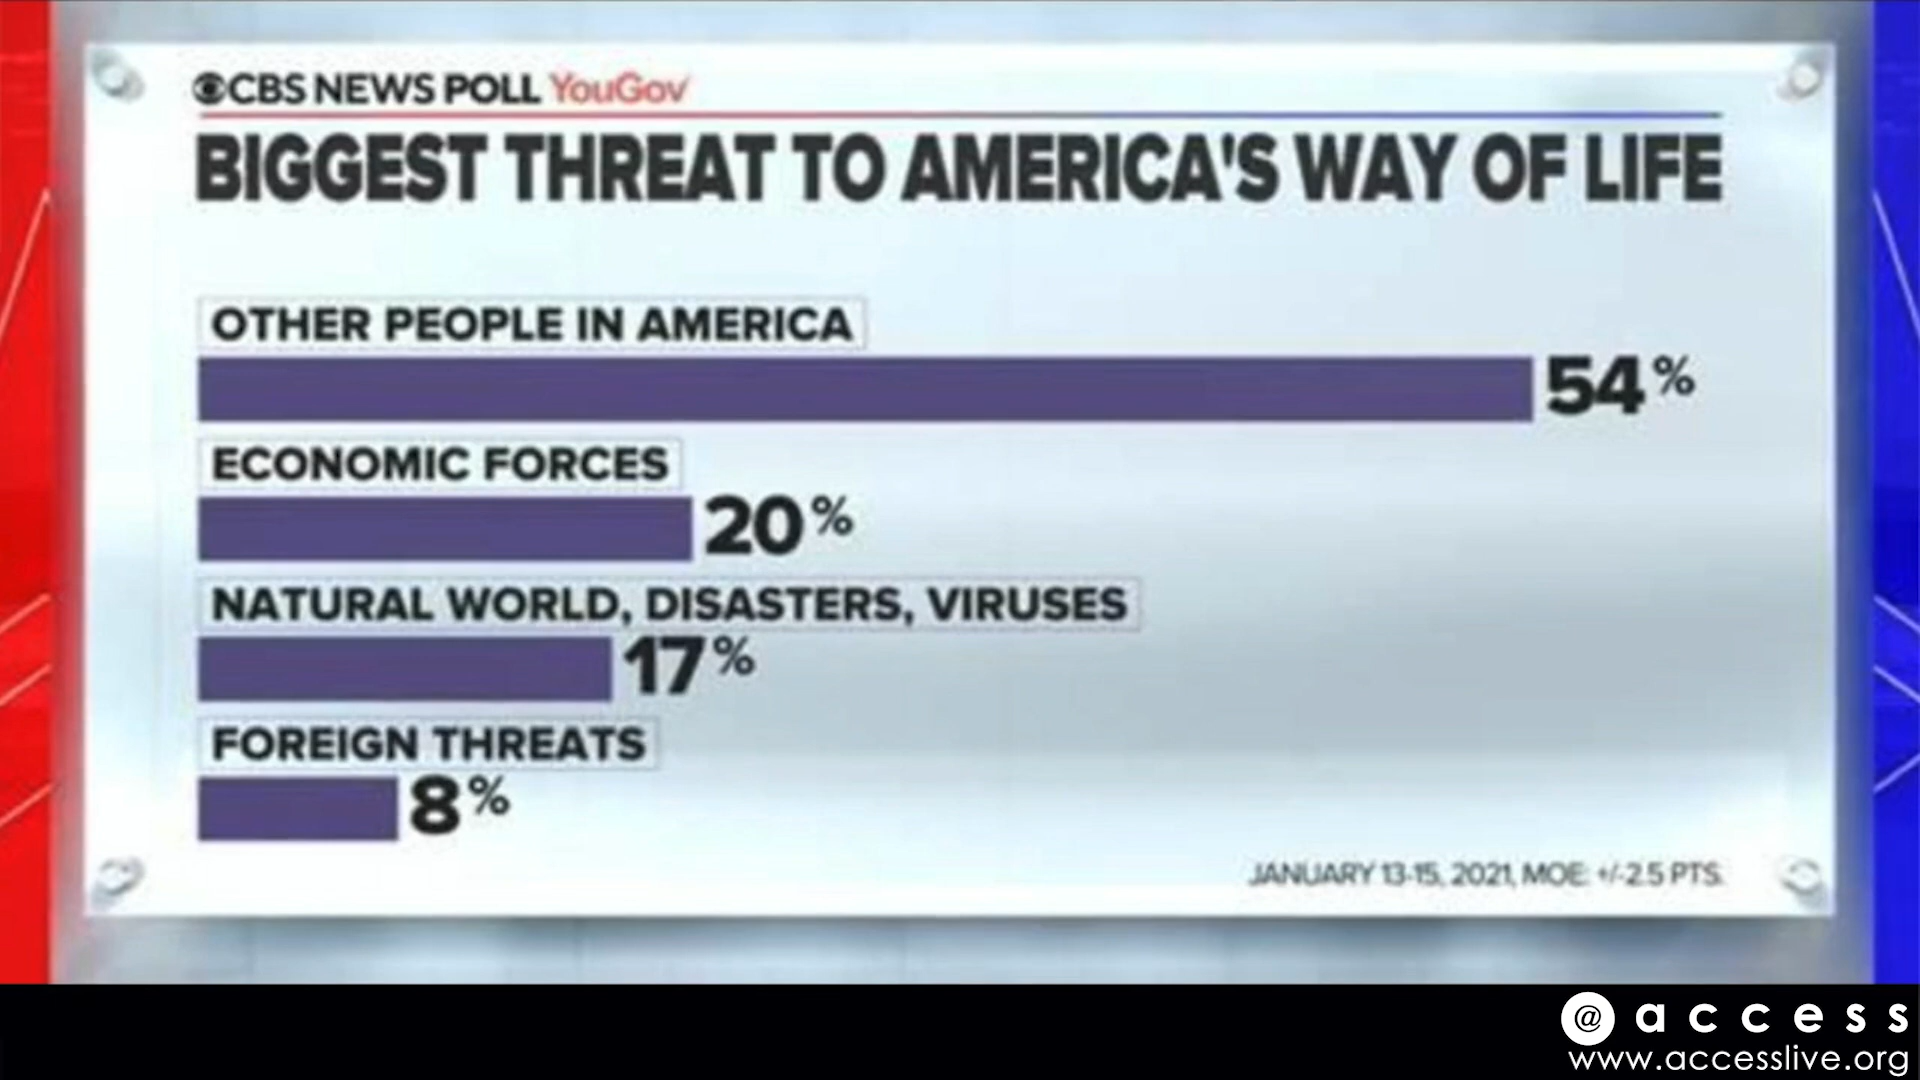 CBS NEWS POLL YouGov
BIGGEST THREAT TO AMERICA'S WAY OF LIFE
OTHER PEOPLE IN AMERICA
54%
ECONOMIC FORCES
20%
NATURAL WORLD, DISASTERS, VIRUSES
17%
FOREIGN THREATS
8%
JANUARY 13-15, 2021, MOE: +/-2.5 PTS.
@ access
www.accesslive.org